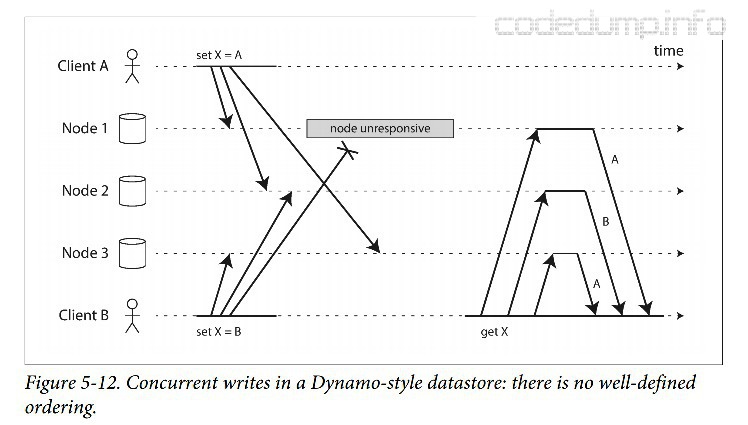 codedump.info
time
set X = A
Client A
Node 1
node unresponsive
A
Node 2
B
Node 3
A
Client B
set X = B
get X
Figure 5-12. Concurrent writes in a Dynamo-style datastore: there is no well-defined
ordering.